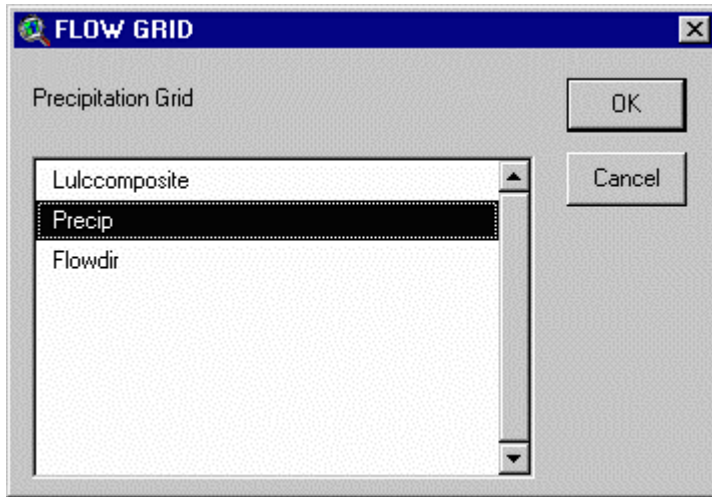 FLOW GRID
Precipitation Grid
OK
Lulccomposite
Cancel
Precip
Flowdir